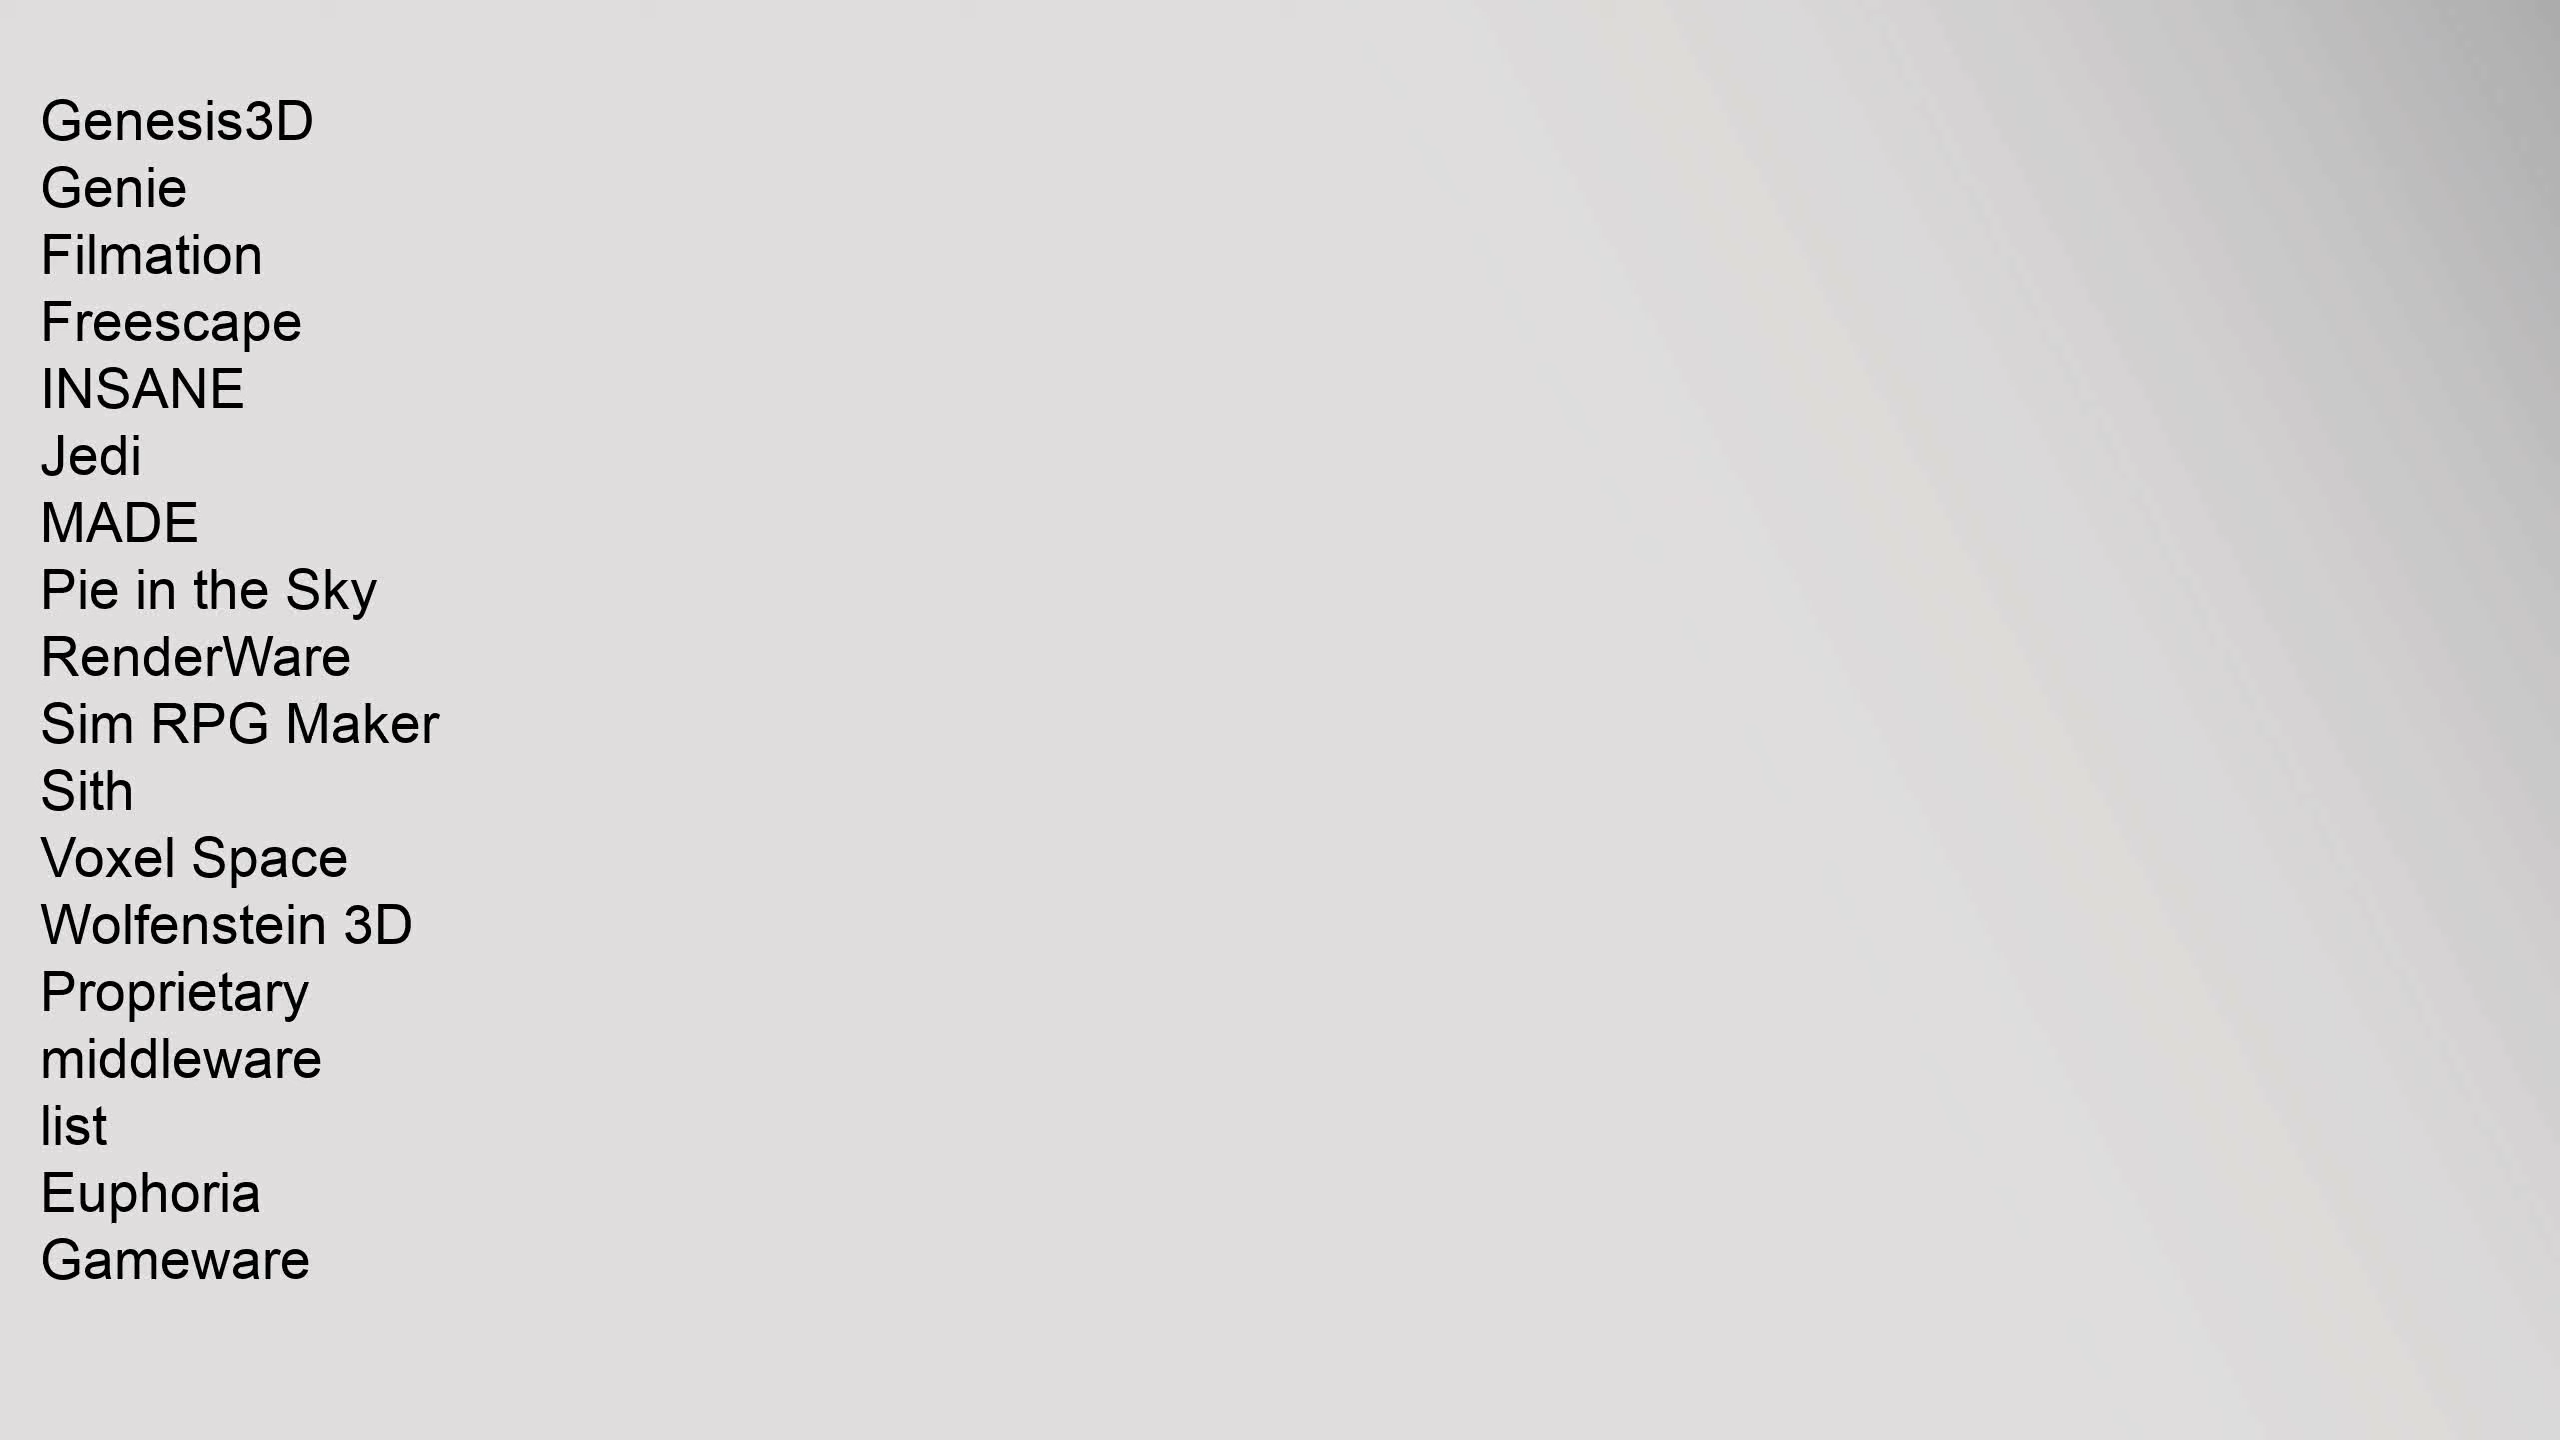 Genesis3D
Genie
Filmation
Freescape
INSANE
Jedi
MADE
Pie in the Sky
RenderWare
Sim RPG Maker
Sith
Voxel Space
Wolfenstein 3D
Proprietary
middleware
list
Euphoria
Gameware